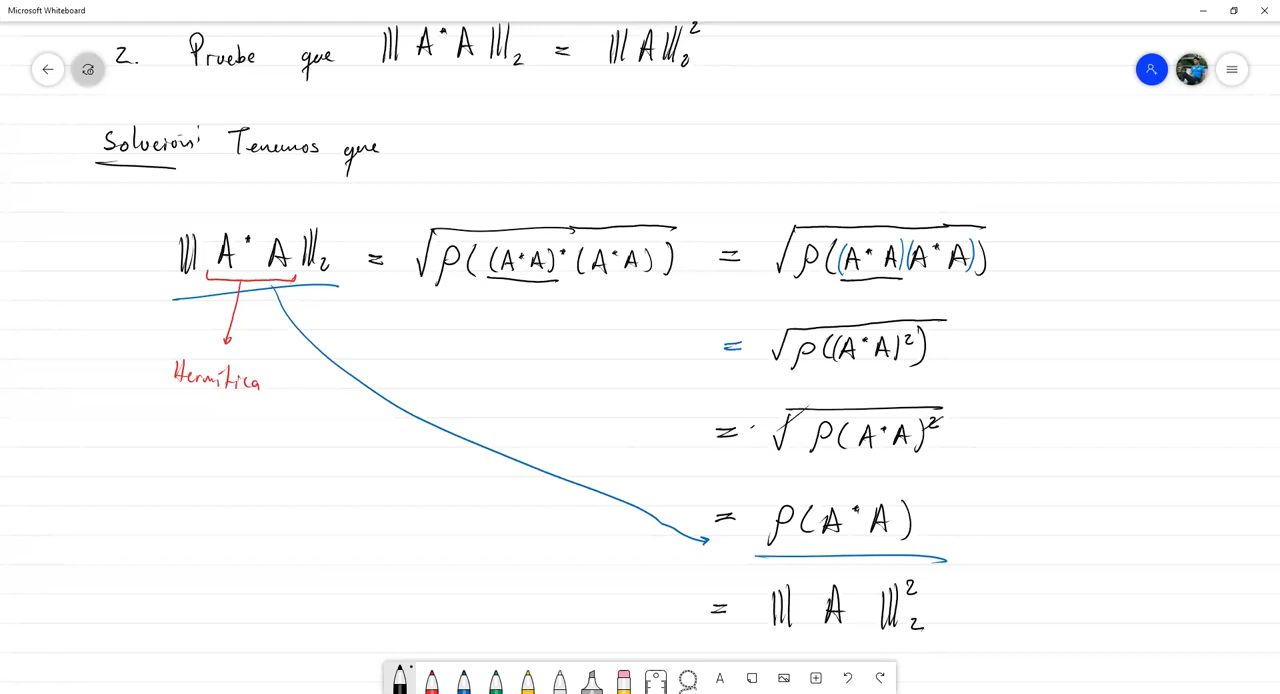 Microsoft Whiteboard
2. Pruebe que ||| A*A |||₂ = ||| A |||₂²
Solución: Tenemos que
||| A* A |||₂ = √ρ((A*A)*(A*A)) = √ρ((A*A)(A*A))
= √ρ((A*A)²)
Hermítica
= √ρ(A*A)²
= ρ(A*A)
= ||| A |||₂²
A